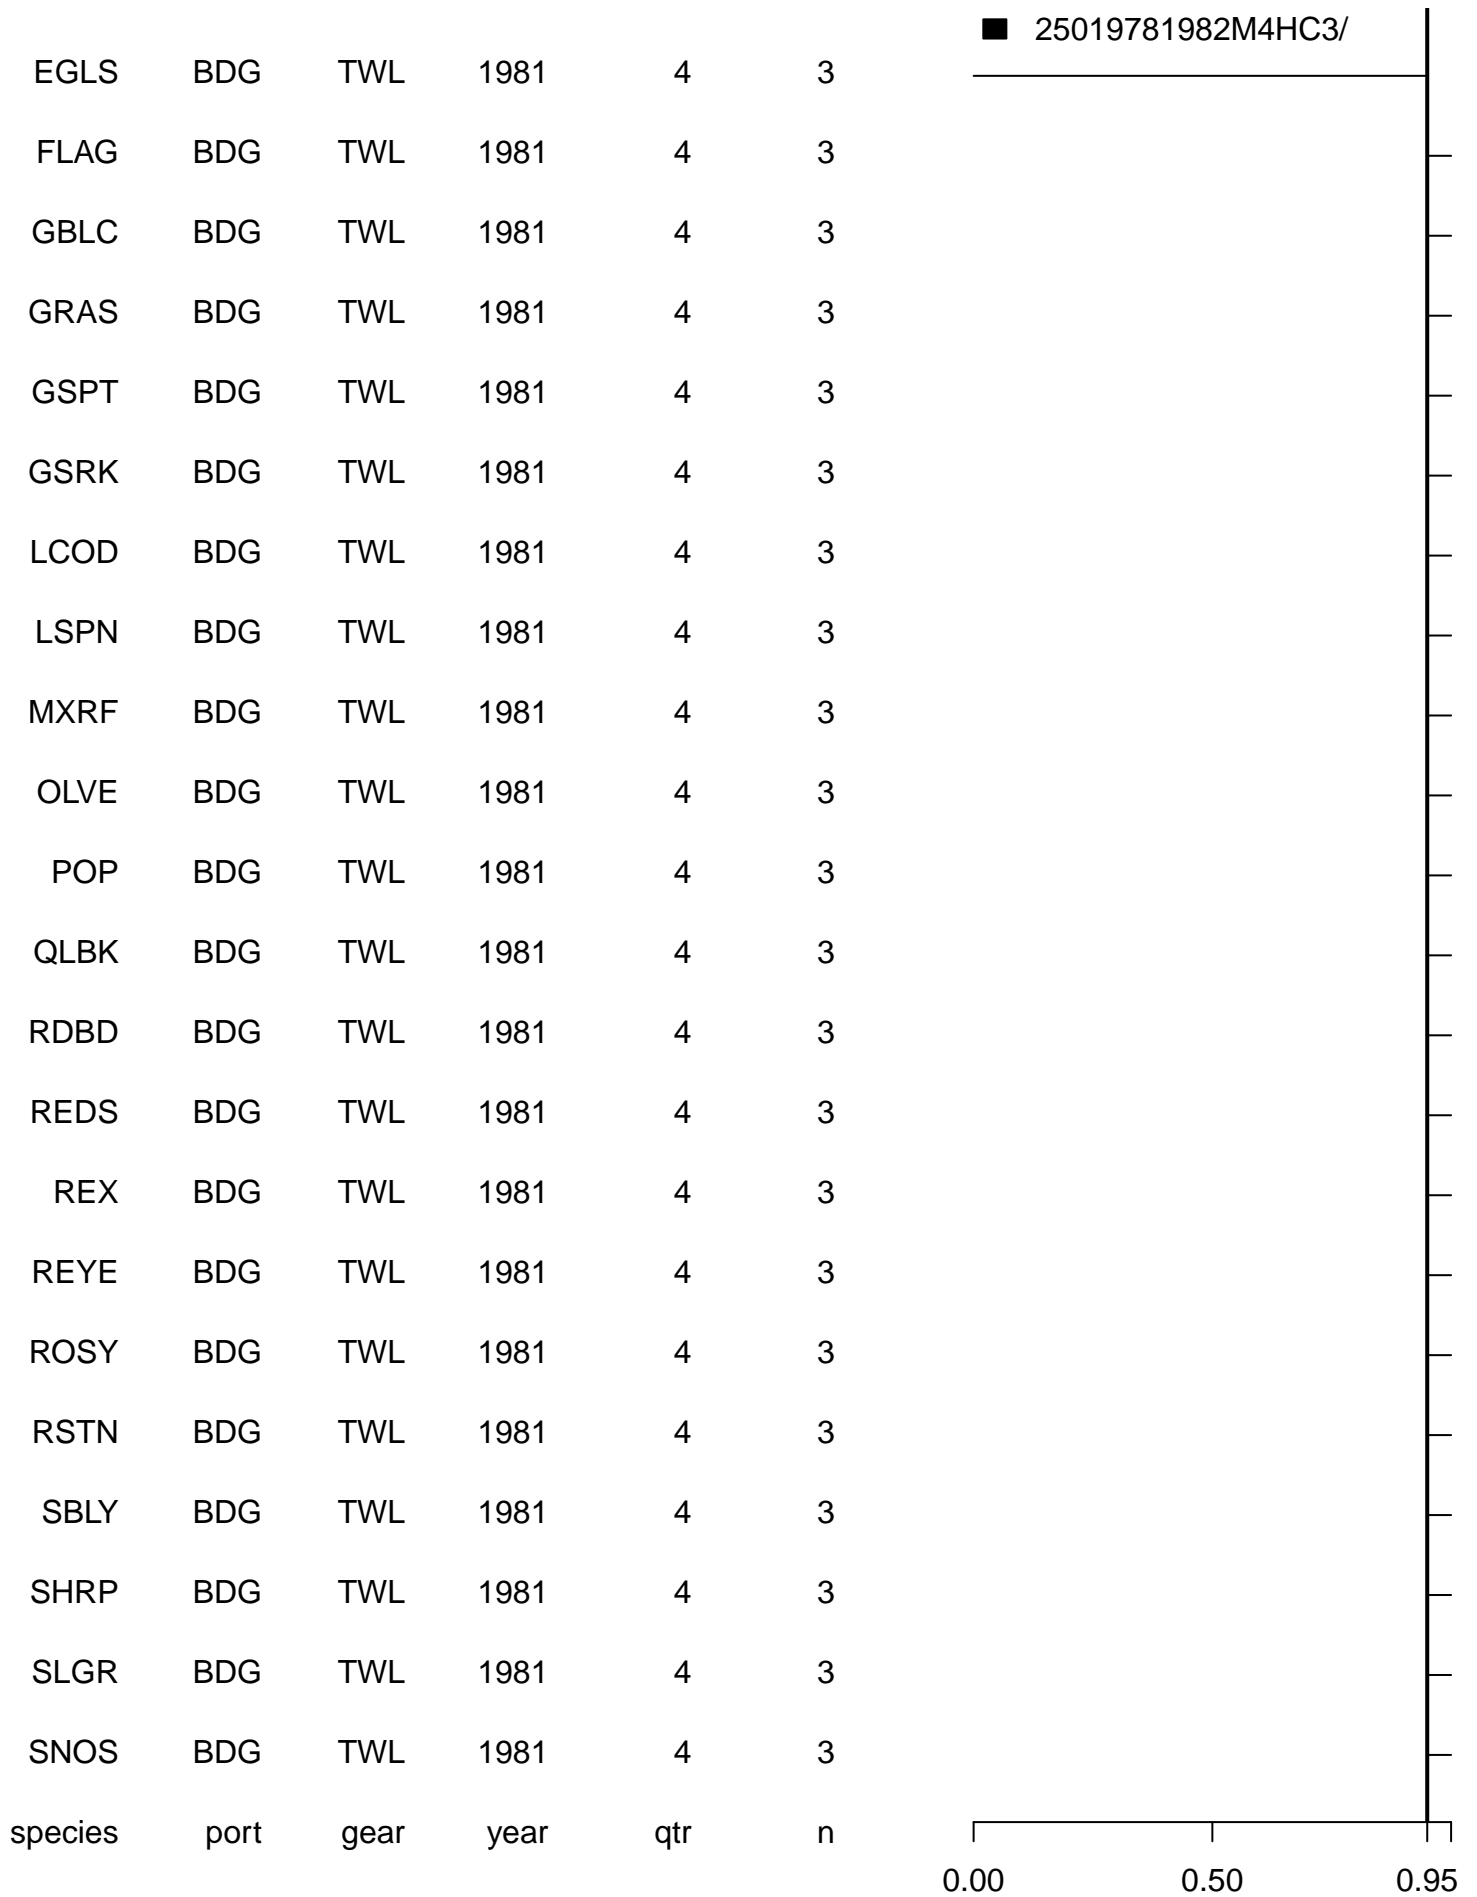 25019781982M4HC3/
EGLS BDG TWL 1981 4 3
FLAG BDG TWL 1981 4 3
GBLC BDG TWL 1981 4 3
GRAS BDG TWL 1981 4 3
GSPT BDG TWL 1981 4 3
GSRK BDG TWL 1981 4 3
LCOD BDG TWL 1981 4 3
LSPN BDG TWL 1981 4 3
MXRF BDG TWL 1981 4 3
OLVE BDG TWL 1981 4 3
POP BDG TWL 1981 4 3
QLBK BDG TWL 1981 4 3
RDBD BDG TWL 1981 4 3
REDS BDG TWL 1981 4 3
REX BDG TWL 1981 4 3
REYE BDG TWL 1981 4 3
ROSY BDG TWL 1981 4 3
RSTN BDG TWL 1981 4 3
SBLY BDG TWL 1981 4 3
SHRP BDG TWL 1981 4 3
SLGR BDG TWL 1981 4 3
SNOS BDG TWL 1981 4 3
species port gear year qtr n
0.00 0.50 0.95